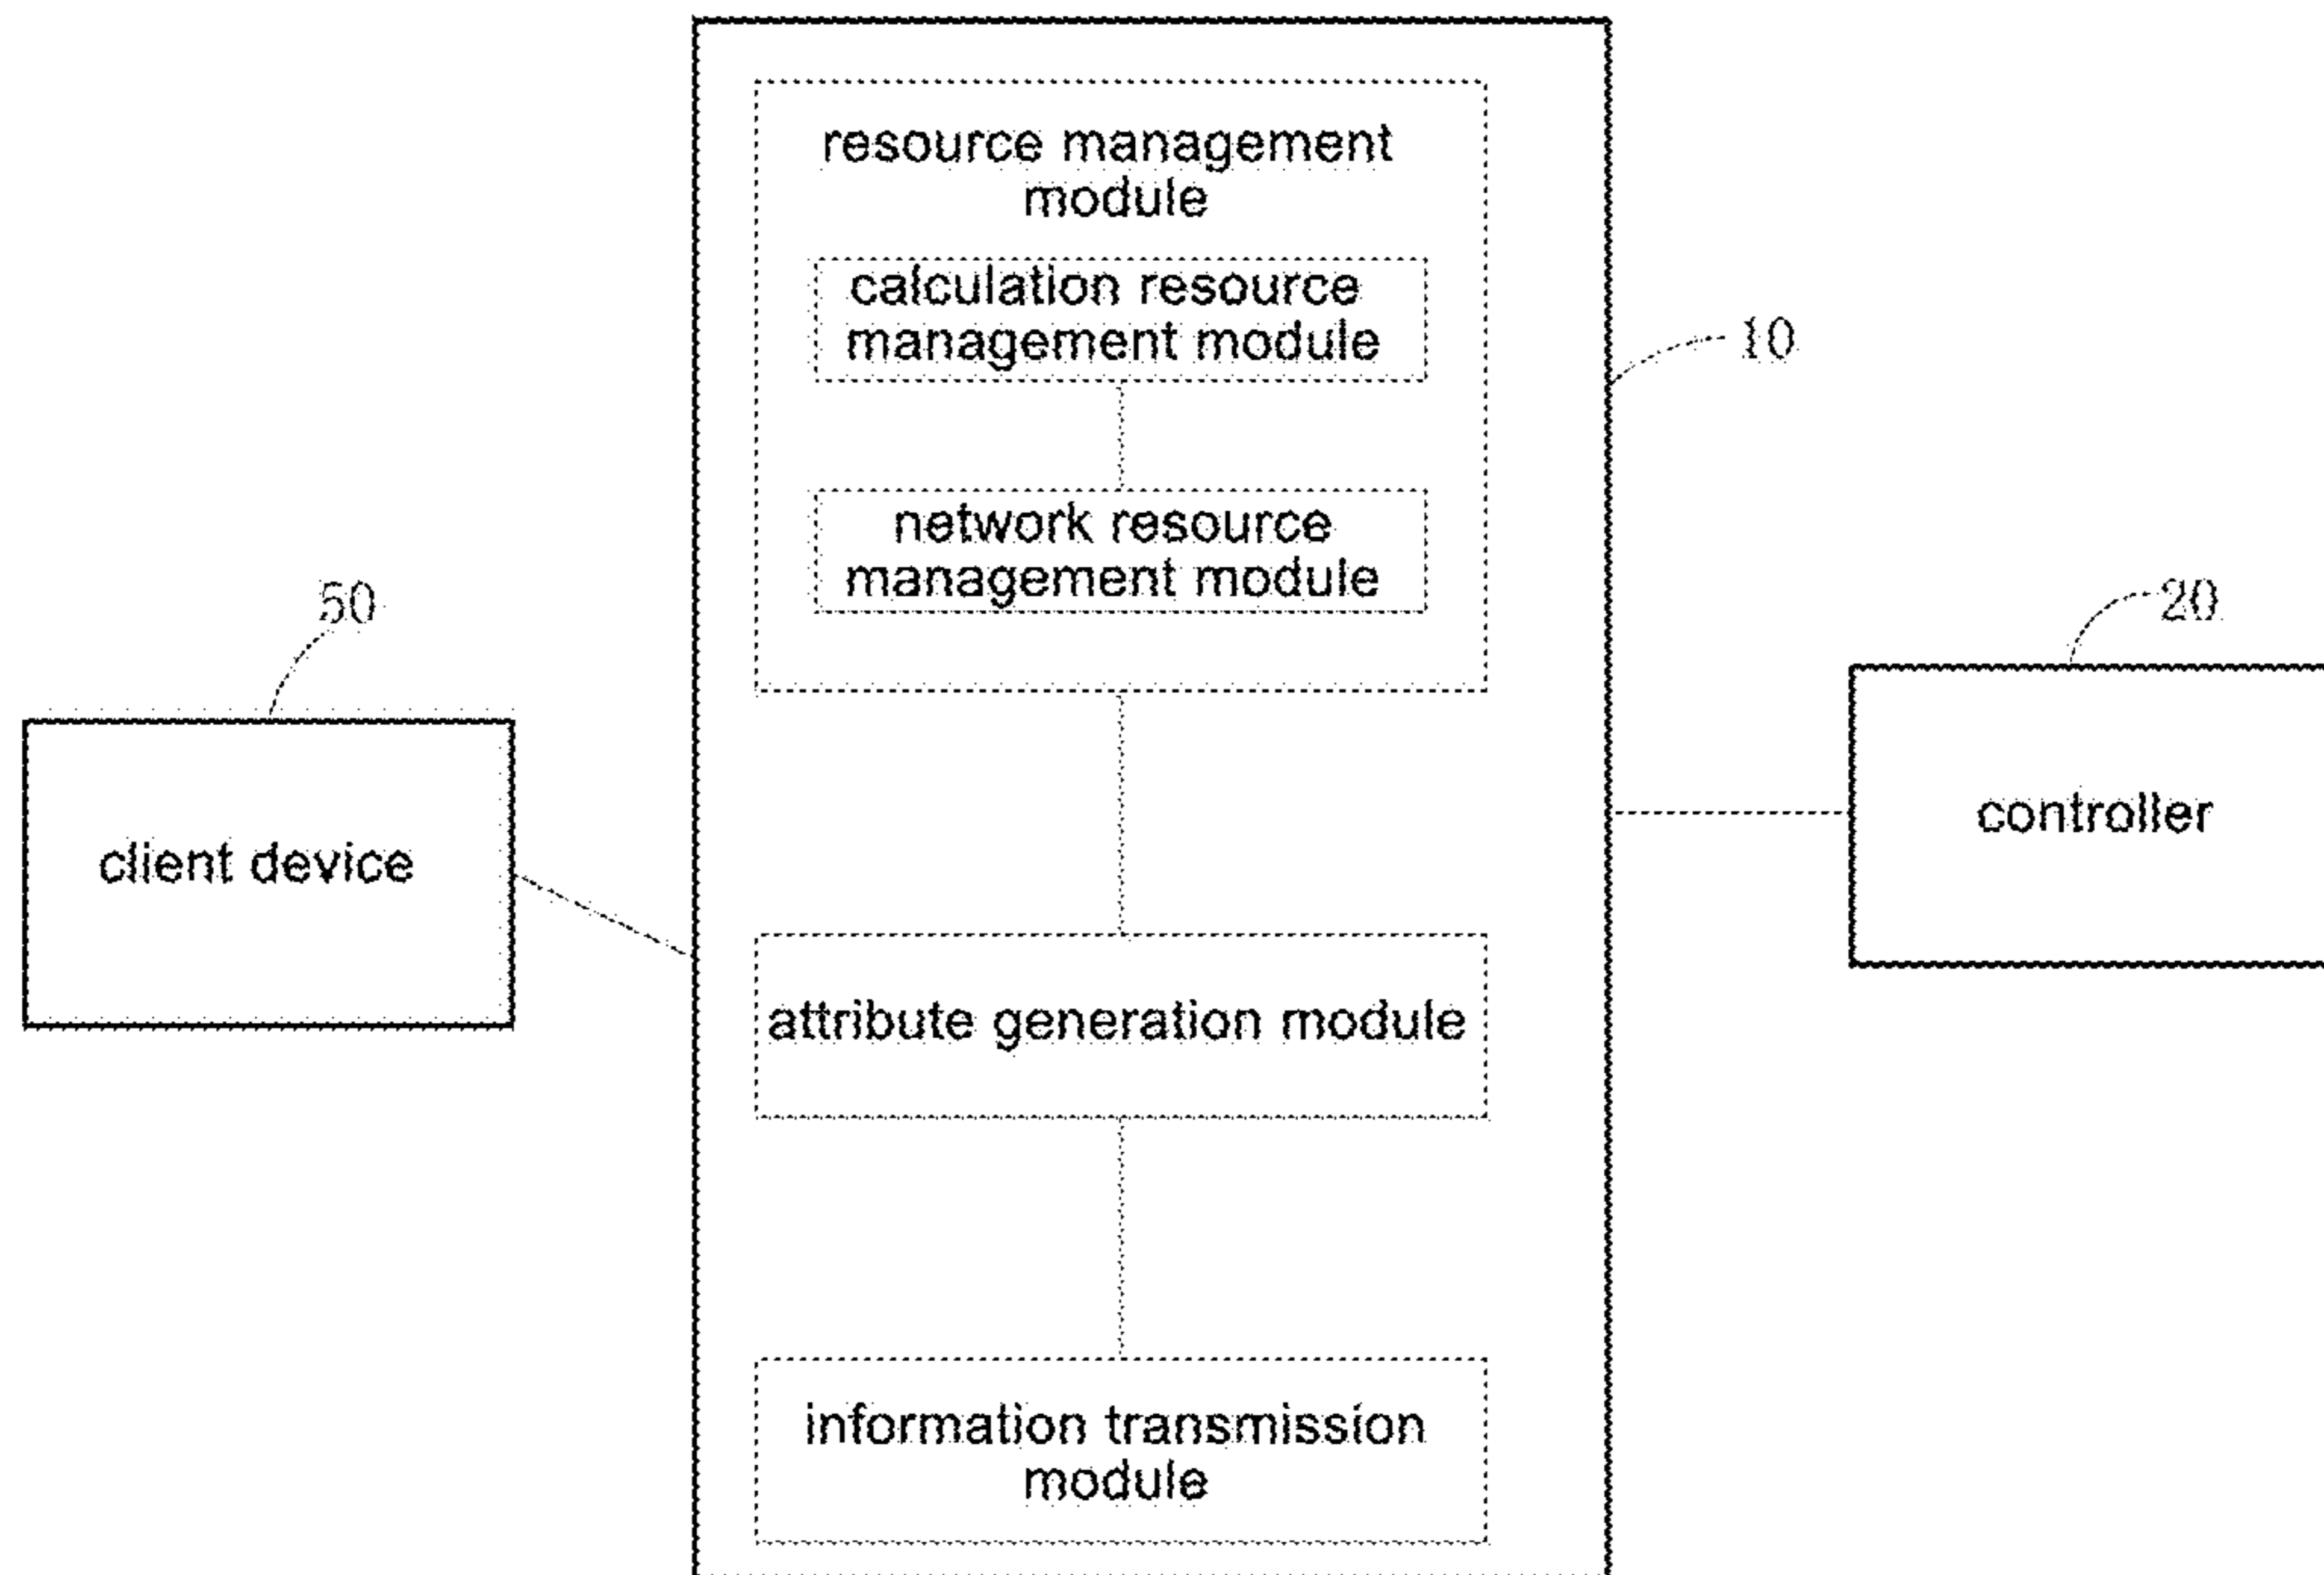 resource management
module
calculation resource
management module
10
network resource
management module
50
20
client device
controller
attribute generation module
information transmission
module